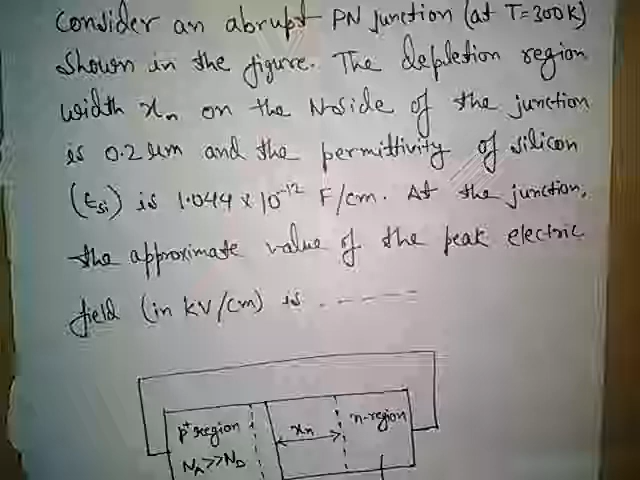 Consider an abrupt PN junction (at T=300K)
shown in the figure. The depletion region
width xn on the N-side of the junction
is 0.2 um and the permittivity of silicon
(εsi) is 1.044 x 10^-12 F/cm. At the junction,
the approximate value of the peak electric
field (in kV/cm) is .----
p+ region
xn
n-region
NA>>ND